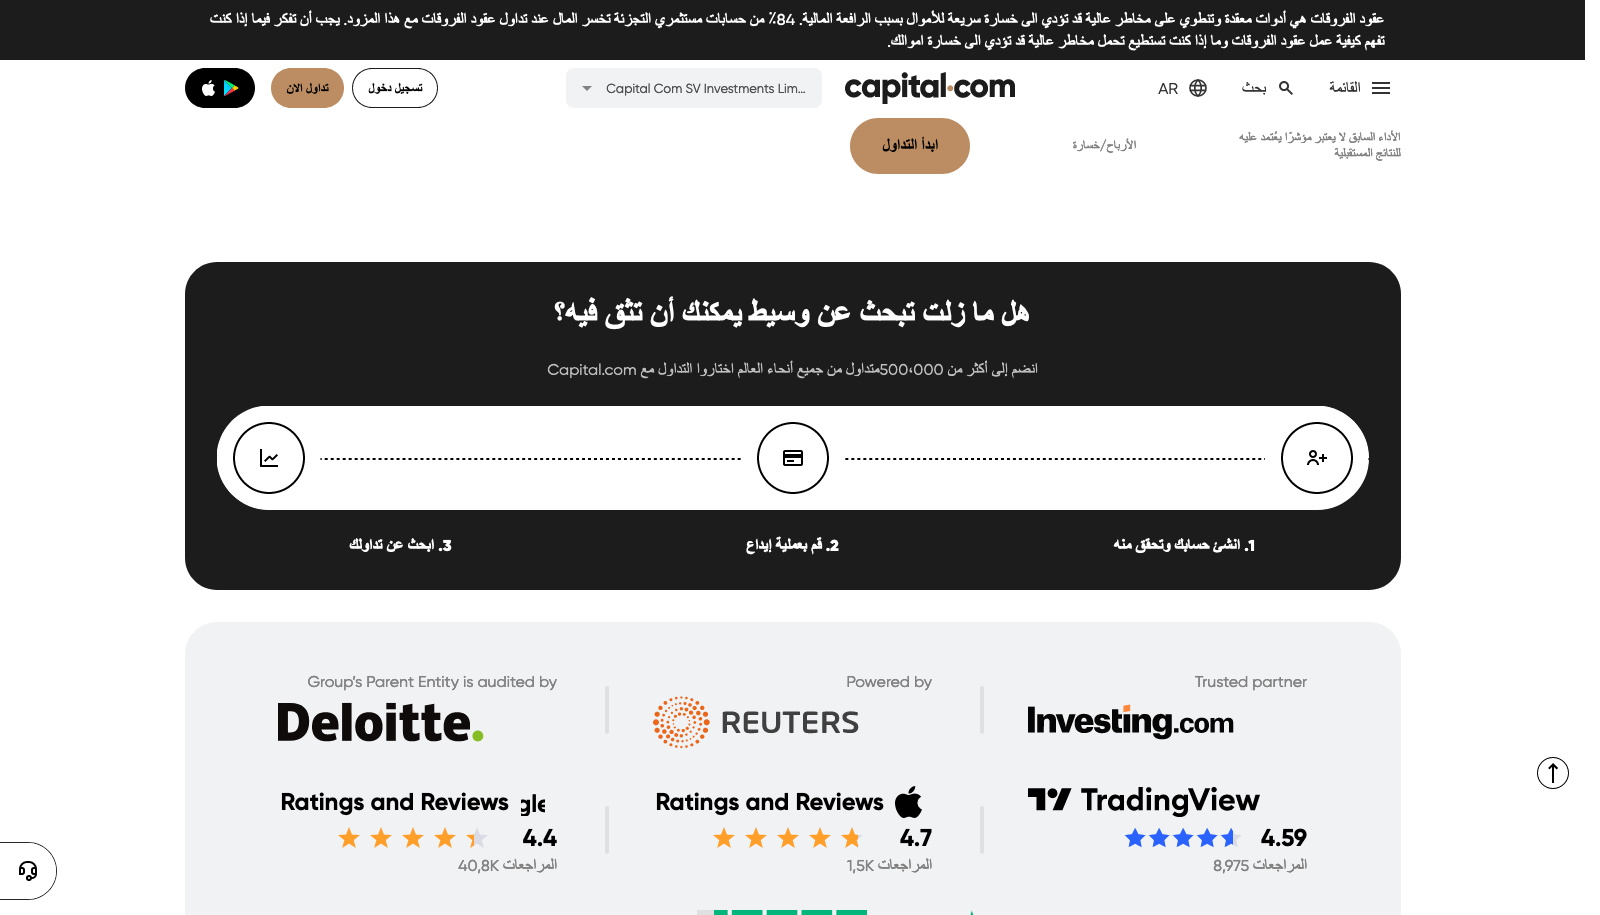 عقود الفروقات هي أدوات معقدة وتنطوي على مخاطر عالية قد تؤدي الى خسارة سريعة للأموال بسبب الرافعة المالية. 84٪ من حسابات مستثمري التجزئة تخسر المال عند تداول عقود الفروقات مع هذا المزود. يجب أن تفكر فيما إذا كنت
تفهم كيفية عمل عقود الفروقات وما إذا كنت تستطيع تحمل مخاطر عالية قد تؤدي الى خسارة اموالك.
القائمة
بحث
AR
capital.com
Capital Com SV Investments Lim...
تسجيل دخول
تداول الان
الأداء السابق لا يعتبر مؤشرًا يعُتمد عليه
للنتائج المستقبلية
الأرباح/خسارة
ابدأ التداول
هل ما زلت تبحث عن وسيط يمكنك أن تثق فيه؟
انضم إلى أكثر من 500،000متداول من جميع أنحاء العالم اختاروا التداول مع Capital.com
1. انشئ حسابك وتحقق منه
2. قم بعملية إيداع
3. ابحث عن تداولك
Trusted partner
Investing.com
Powered by
REUTERS
Group's Parent Entity is audited by
Deloitte.
TradingView
4.59
المراجعات 8,975
Ratings and Reviews
4.7
المراجعات 1,5K
Ratings and Reviews
4.4
المراجعات 40,8K